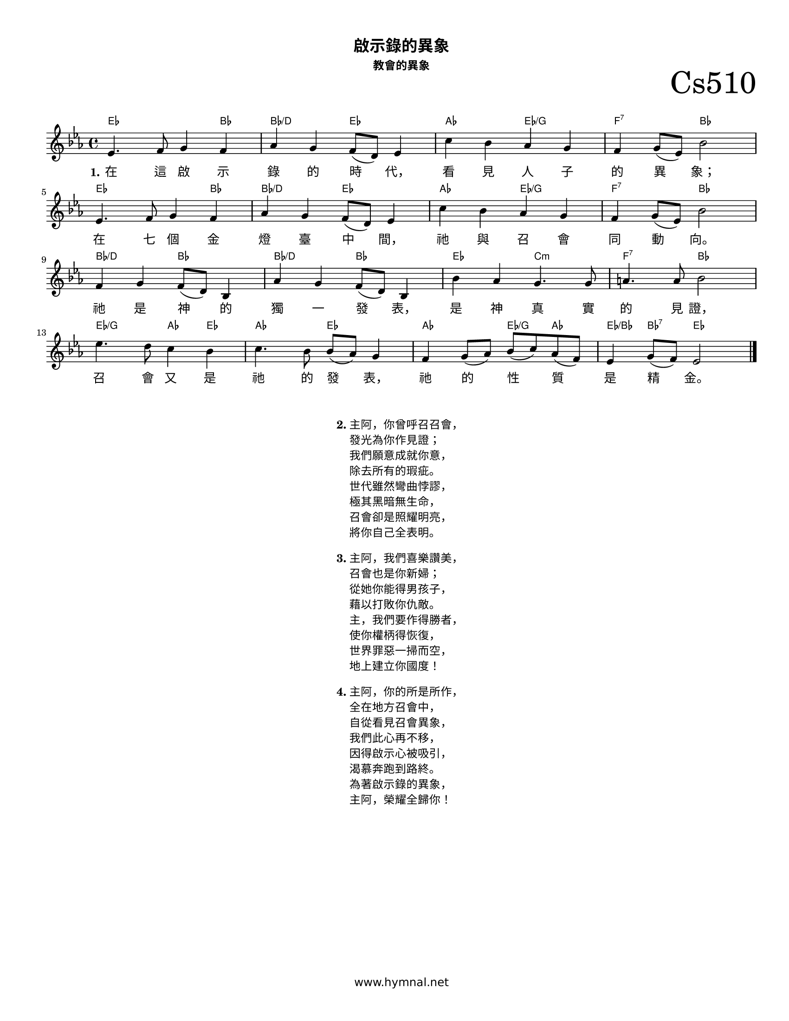 啟示錄的異象
教會的異象
Cs510
E♭ B♭ B♭/D E♭ A♭ E♭/G F7 B♭
1. 在 這 啟 示 錄 的 時 代， 看 見 人 子 的 異 象；
5
E♭ B♭ B♭/D E♭ A♭ E♭/G F7 B♭
在 七 個 金 燈 臺 中 間， 祂 與 召 會 同 動 向。
9
B♭/D B♭ B♭/D B♭ E♭ Cm F7 B♭
祂 是 神 的 獨 一 發 表， 是 神 真 實 的 見 證，
13
E♭/G A♭ E♭ A♭ E♭ A♭ E♭/G A♭ E♭/B♭ B♭7 E♭
召 會 又 是 祂 的 發 表， 祂 的 性 質 是 精 金。
2. 主阿，你曾呼召召會，
發光為你作見證；
我們願意成就你意，
除去所有的瑕疵。
世代雖然彎曲悖謬，
極其黑暗無生命，
召會卻是照耀明亮，
將你自己全表明。
3. 主阿，我們喜樂讚美，
召會也是你新婦；
從她你能得男孩子，
藉以打敗你仇敵。
主，我們要作得勝者，
使你權柄得恢復，
世界罪惡一掃而空，
地上建立你國度！
4. 主阿，你的所是所作，
全在地方召會中，
自從看見召會異象，
我們此心再不移，
因得啟示心被吸引，
渴慕奔跑到路終。
為著啟示錄的異象，
主阿，榮耀全歸你！
www.hymnal.net